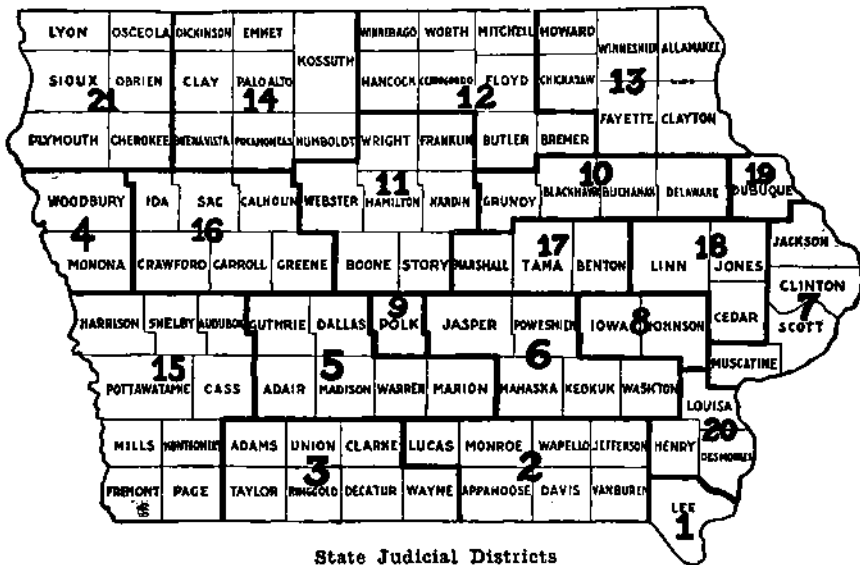 LYON OSCEOLA DICKINSON EMMET WINNEBAGO WORTH MITCHELL HOWARD
KOSSUTH WINNESHIEK ALLAMAKEE
SIOUX OBRIEN CLAY PALO ALTO HANCOCK FLOYD CHICKASAW
21 14 12 13
PLYMOUTH CHEROKEE BUENAVISTA POCAHONTAS HUMBOLDT WRIGHT FRANKLIN BUTLER BREMER FAYETTE CLAYTON
10 19
WOODBURY IDA SAC CALHOUN WEBSTER 11 HAMILTON HARDIN GRUNDY BLACKHAWK BUCHANAN DELAWARE DUBUQUE
4 16 17 18
MONONA CRAWFORD CARROLL GREENE BOONE STORY MARSHALL TAMA BENTON LINN JONES JACKSON
CLINTON
9 8 7
HARRISON SHELBY AUDUBON GUTHRIE DALLAS POLK JASPER POWESHIEK IOWA JOHNSON CEDAR SCOTT
15 5 6 MUSCATINE
POTTAWATAMIE CASS ADAIR MADISON WARREN MARION MAHASKA KEOKUK WASHTON
LOUISA
20
MILLS MONTGOMERY ADAMS UNION CLARKE LUCAS MONROE WAPELLO JEFFERSON HENRY DESMOINES
3 2
FREMONT PAGE TAYLOR RINGGOLD DECATUR WAYNE APPANOOSE DAVIS VANBUREN
LEE
1
State Judicial Districts